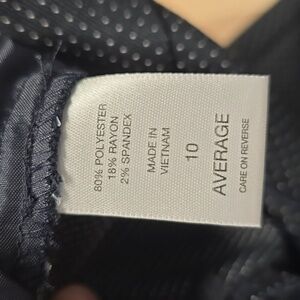 80% POLYESTER
18% RAYON
2% SPANDEX
MADE IN
VIETNAM
10
AVERAGE
CARE ON REVERSE